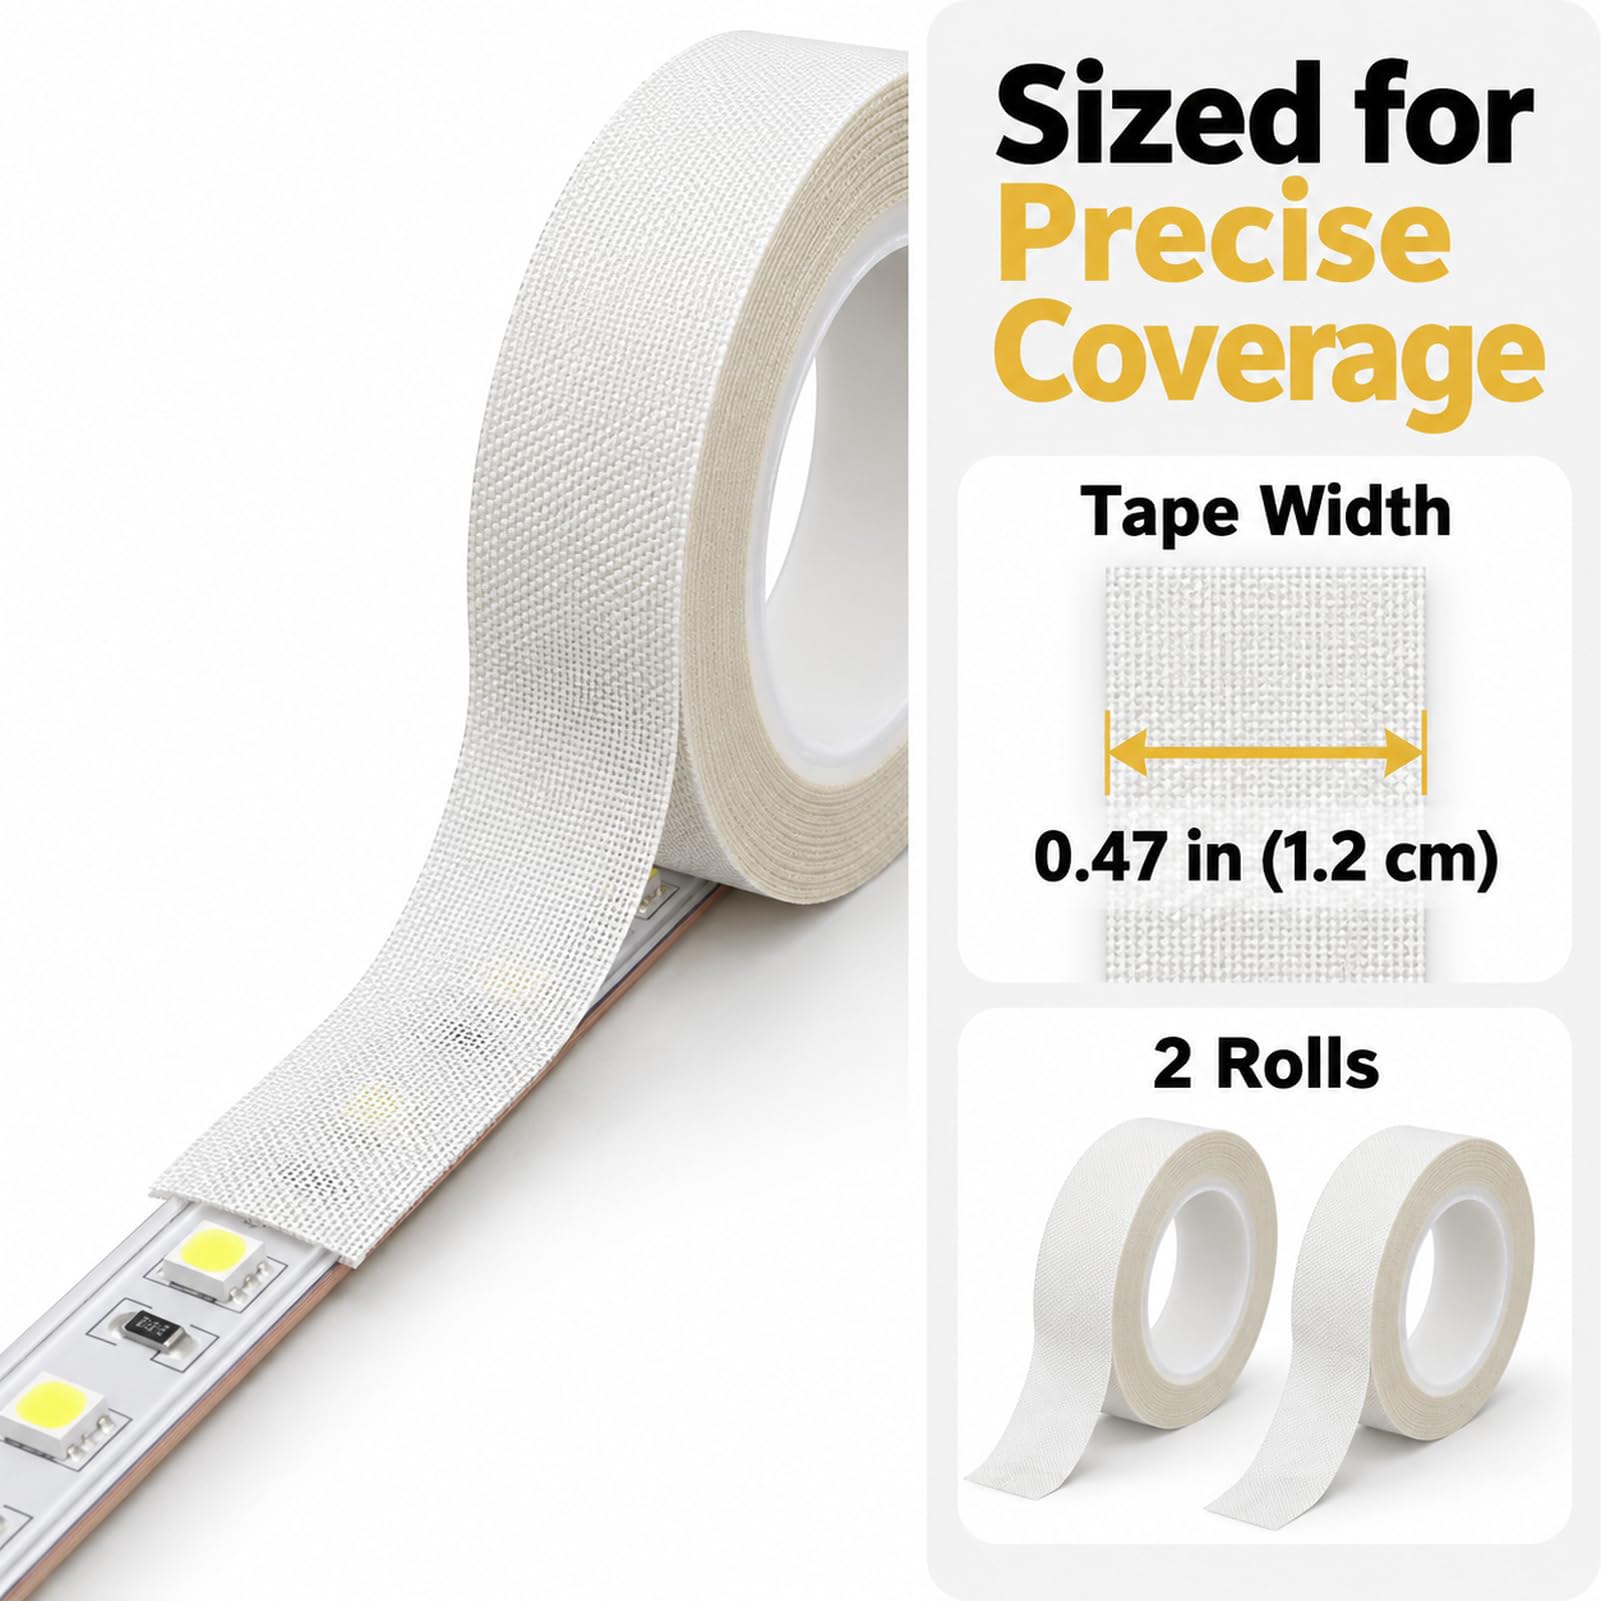 Sized for
Precise
Coverage
Tape Width
0.47 in (1.2 cm)
2 Rolls